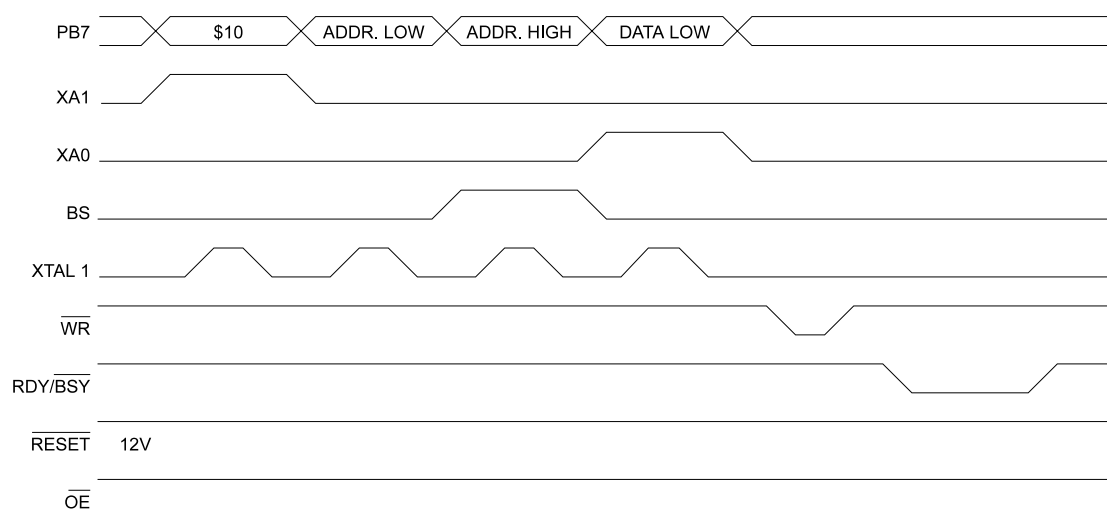 PB7 $10 ADDR. LOW ADDR. HIGH DATA LOW
XA1
XA0
BS
XTAL 1
WR
RDY/BSY
RESET 12V
OE